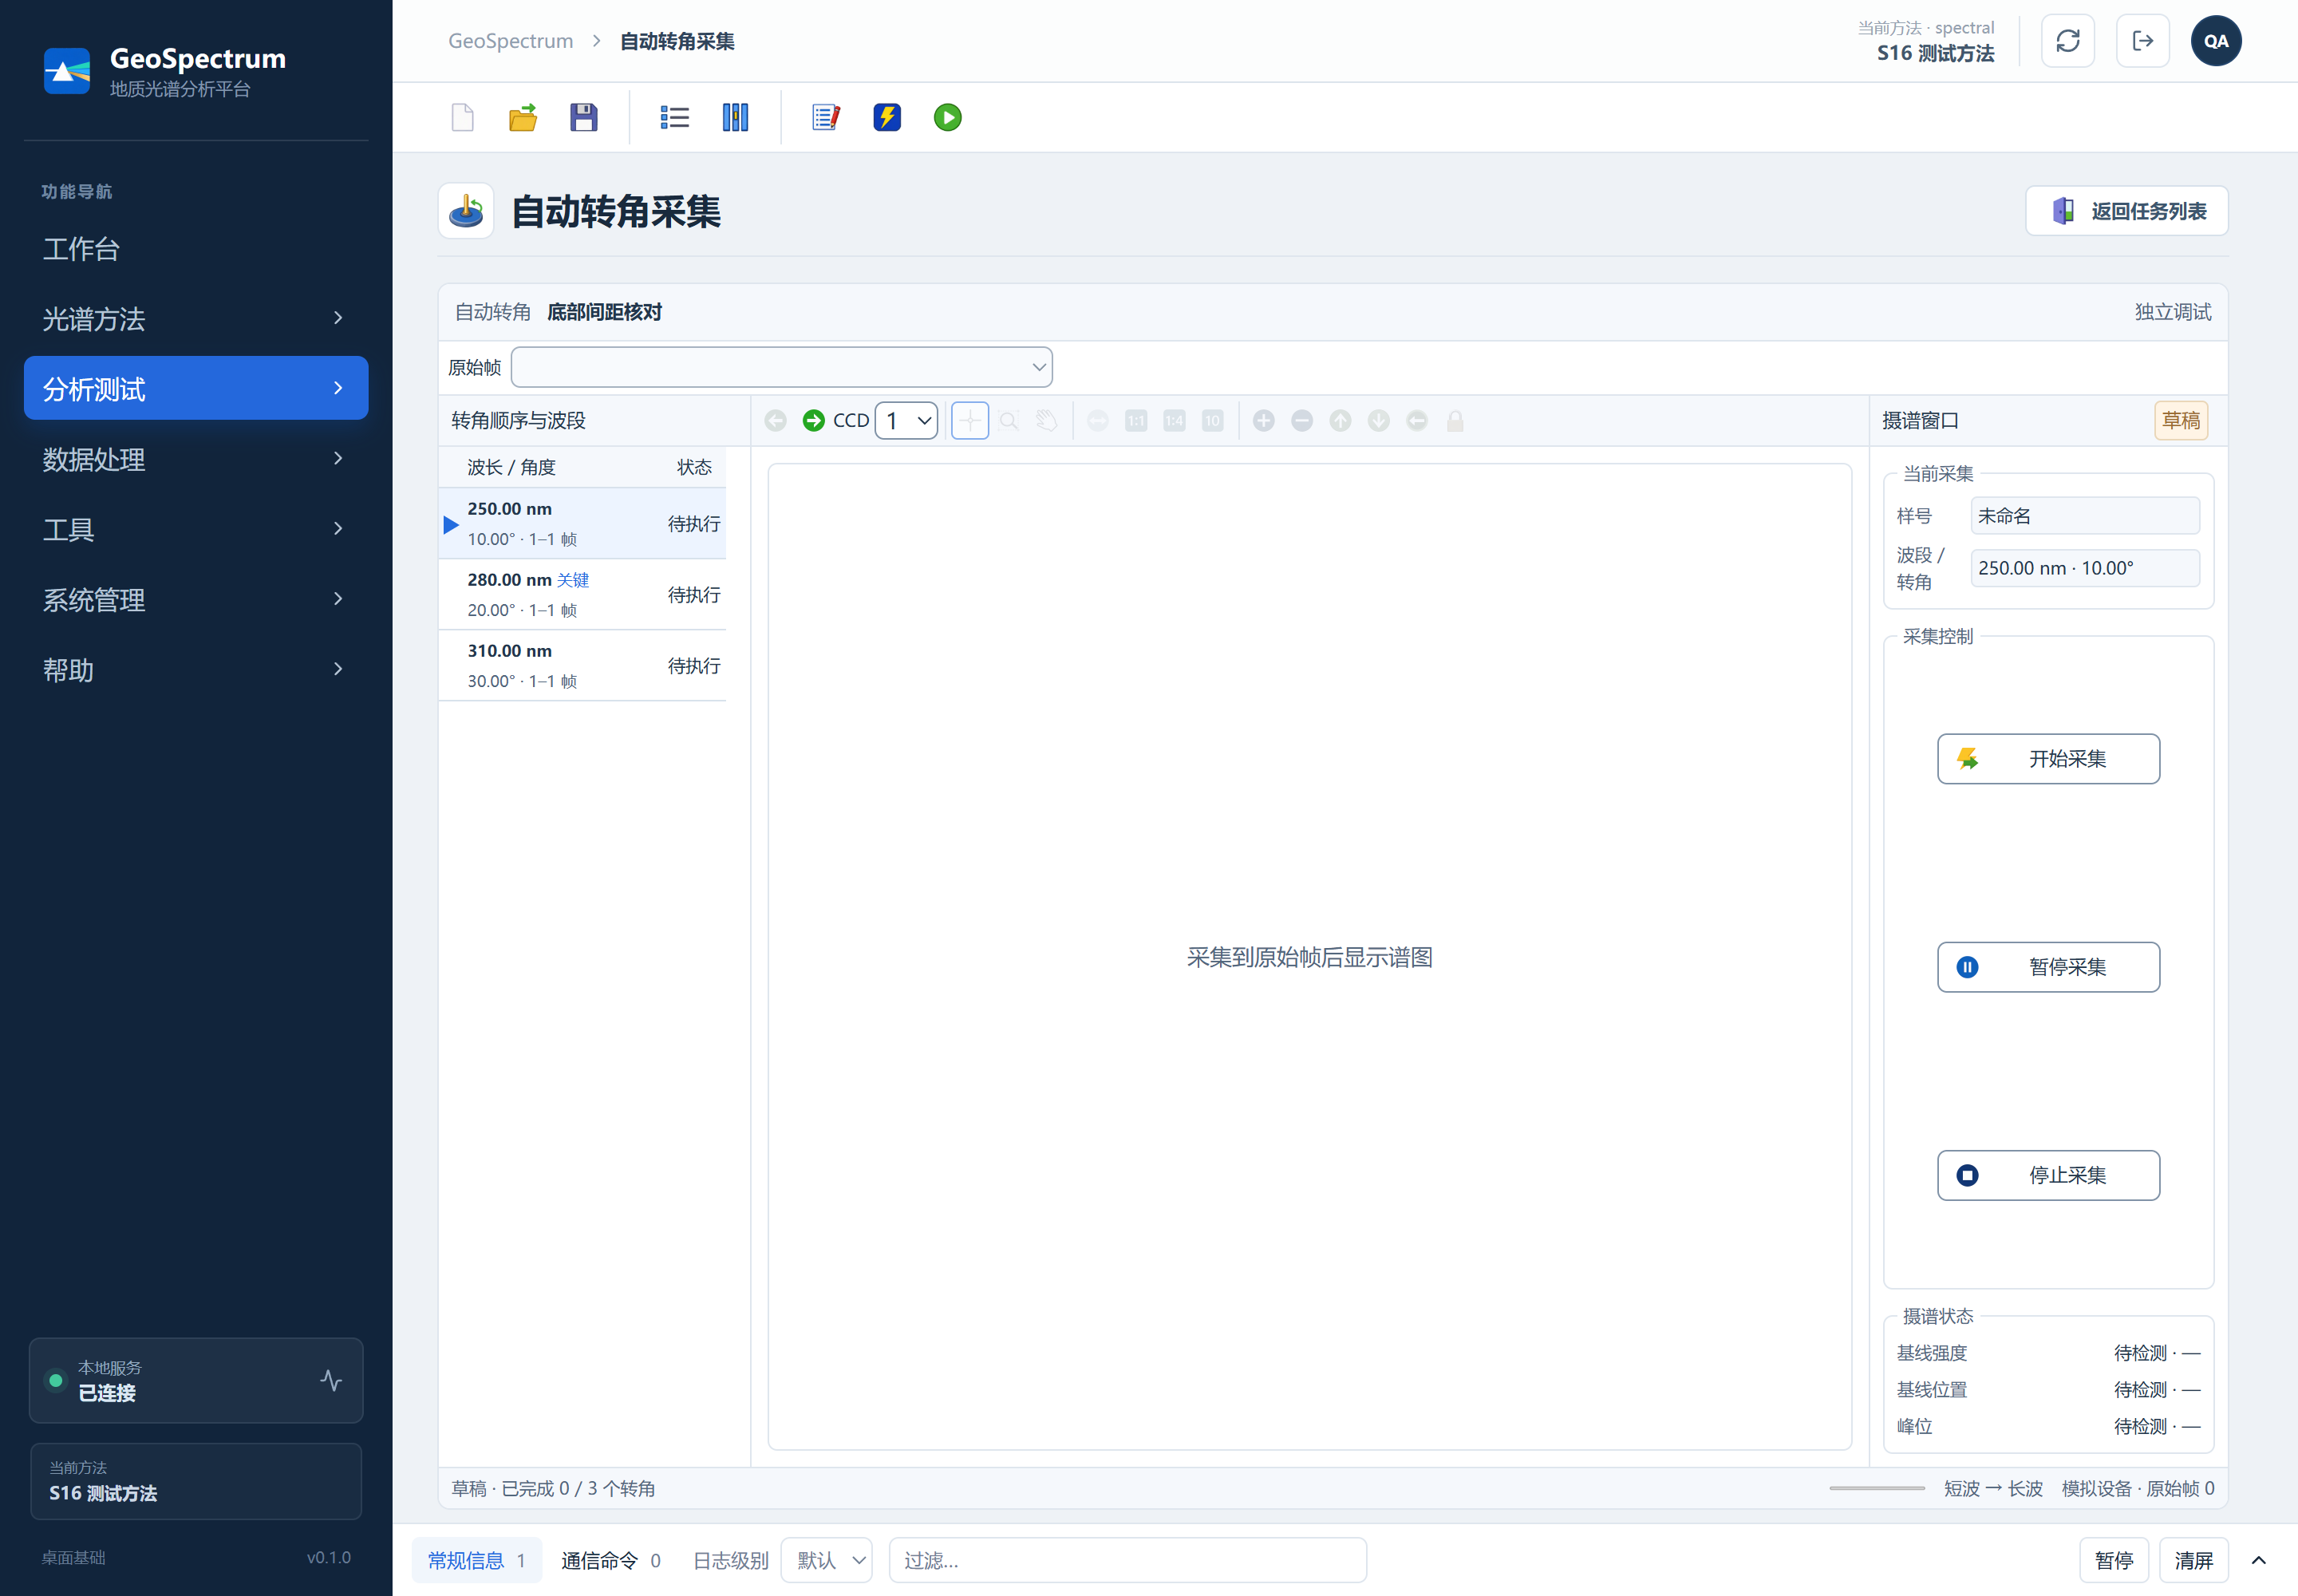 GeoSpectrum
地质光谱分析平台
功能导航
工作台
光谱方法
分析测试
数据处理
工具
系统管理
帮助
本地服务
已连接
当前方法
S16 测试方法
桌面基础 v0.1.0
GeoSpectrum 自动转角采集
当前方法 · spectral
S16 测试方法
QA
自动转角采集
返回任务列表
自动转角 底部间距核对 独立调试
原始帧
转角顺序与波段
CCD 1 1:1 1:4 10
波长 / 角度 状态
250.00 nm
10.00° · 1–1 帧
待执行
280.00 nm 关键
20.00° · 1–1 帧
待执行
310.00 nm
30.00° · 1–1 帧
待执行
采集到原始帧后显示谱图
摄谱窗口 草稿
当前采集
样号 未命名
波段 /
转角
250.00 nm · 10.00°
采集控制
开始采集
暂停采集
停止采集
摄谱状态
基线强度 待检测 · —
基线位置 待检测 · —
峰位 待检测 · —
草稿 · 已完成 0 / 3 个转角
短波 → 长波 模拟设备 · 原始帧 0
常规信息 1 通信命令 0 日志级别 默认 过滤... 暂停 清屏